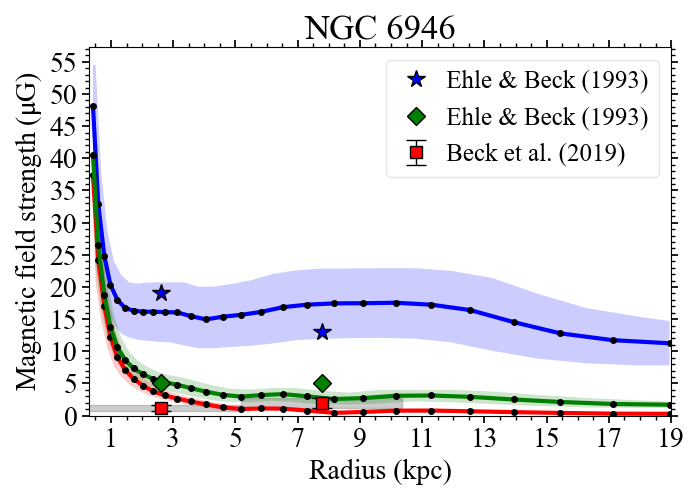 NGC 6946
Magnetic field strength (μG)
55
50
45
40
35
30
25
20
15
10
5
0
Ehle & Beck (1993)
Ehle & Beck (1993)
Beck et al. (2019)
1 3 5 7 9 11 13 15 17 19
Radius (kpc)